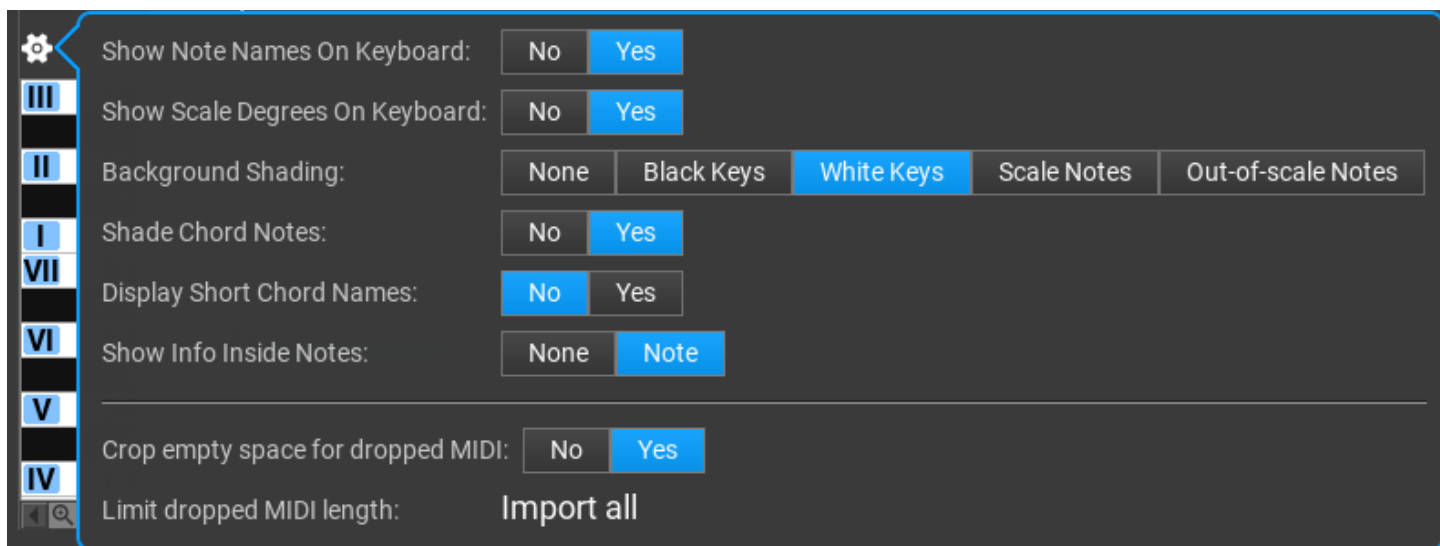 Show Note Names On Keyboard: No Yes
III
Show Scale Degrees On Keyboard: No Yes
II
Background Shading: None Black Keys White Keys Scale Notes Out-of-scale Notes
I
Shade Chord Notes: No Yes
VII
Display Short Chord Names: No Yes
VI
Show Info Inside Notes: None Note
V
Crop empty space for dropped MIDI: No Yes
IV
Limit dropped MIDI length: Import all